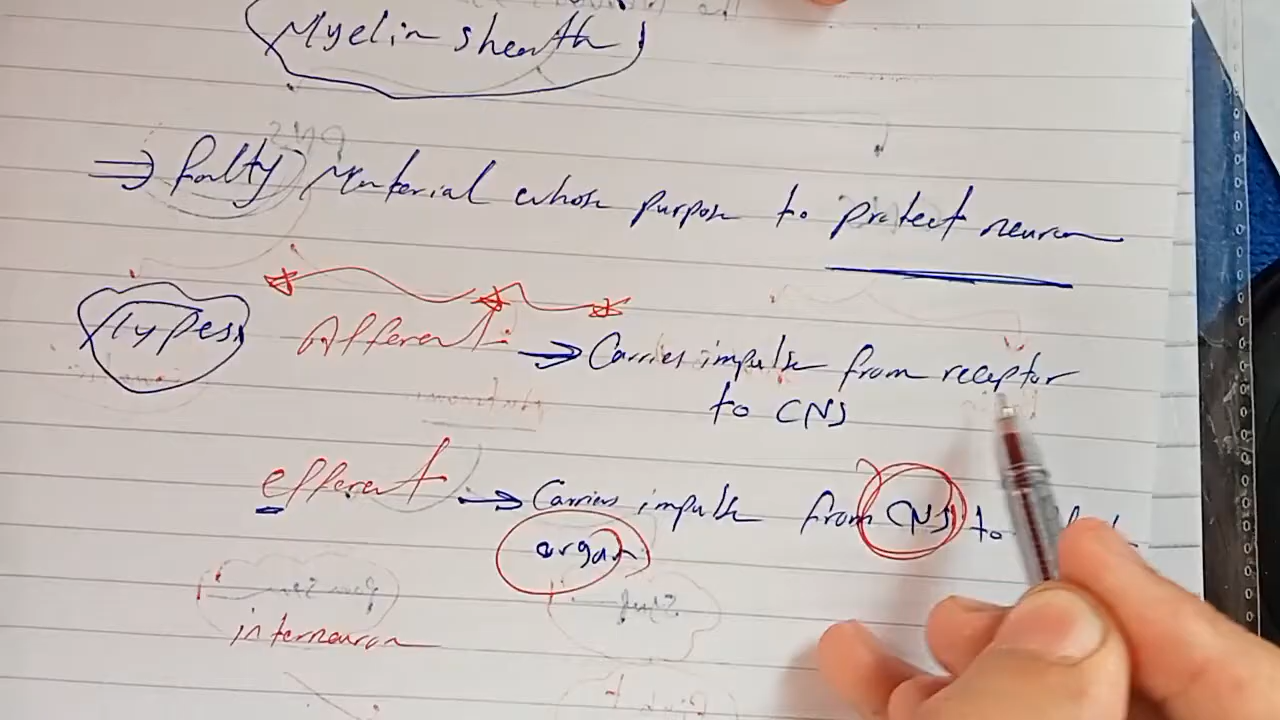 Myelin sheath
⇒ fatty material whose purpose to protect neuron
Types Afferent: → Carries impulse from receptor
to CNS
efferent → Carries impulse from CNS to
organ
interneuron